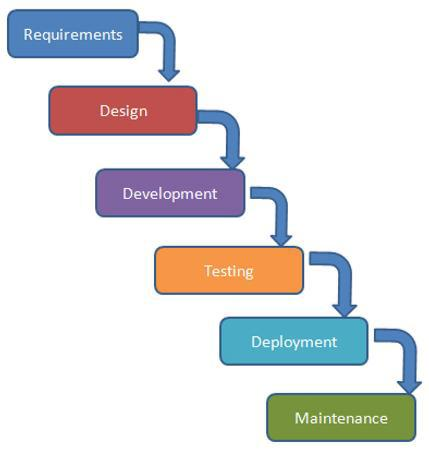 Requirements
Design
Development
Testing
Deployment
Maintenance